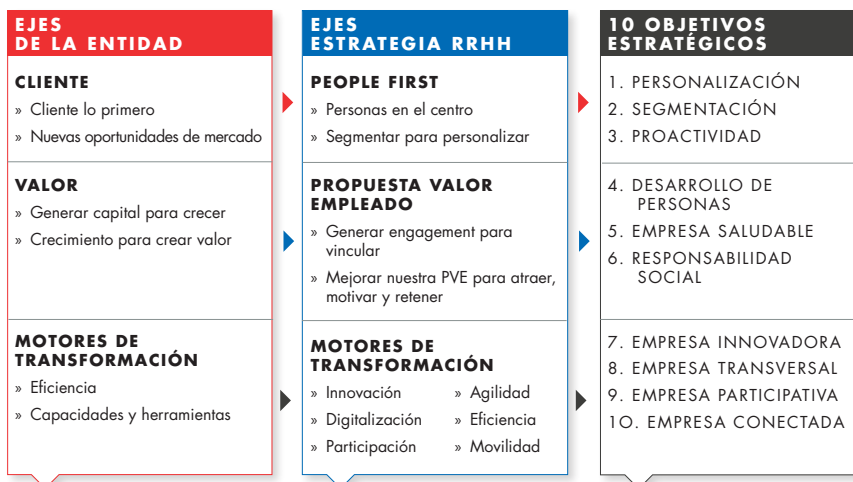 EJES
DE LA ENTIDAD
CLIENTE
» Cliente lo primero
» Nuevas oportunidades de mercado
VALOR
» Generar capital para crecer
» Crecimiento para crear valor
MOTORES DE
TRANSFORMACIÓN
» Eficiencia
» Capacidades y herramientas
EJES
ESTRATEGIA RRHH
PEOPLE FIRST
» Personas en el centro
» Segmentar para personalizar
PROPUESTA VALOR
EMPLEADO
» Generar engagement para
vincular
» Mejorar nuestra PVE para atraer,
motivar y retener
MOTORES DE
TRANSFORMACIÓN
» Innovación » Agilidad
» Digitalización » Eficiencia
» Participación » Movilidad
10 OBJETIVOS
ESTRATÉGICOS
1. PERSONALIZACIÓN
2. SEGMENTACIÓN
3. PROACTIVIDAD
4. DESARROLLO DE
PERSONAS
5. EMPRESA SALUDABLE
6. RESPONSABILIDAD
SOCIAL
7. EMPRESA INNOVADORA
8. EMPRESA TRANSVERSAL
9. EMPRESA PARTICIPATIVA
10. EMPRESA CONECTADA